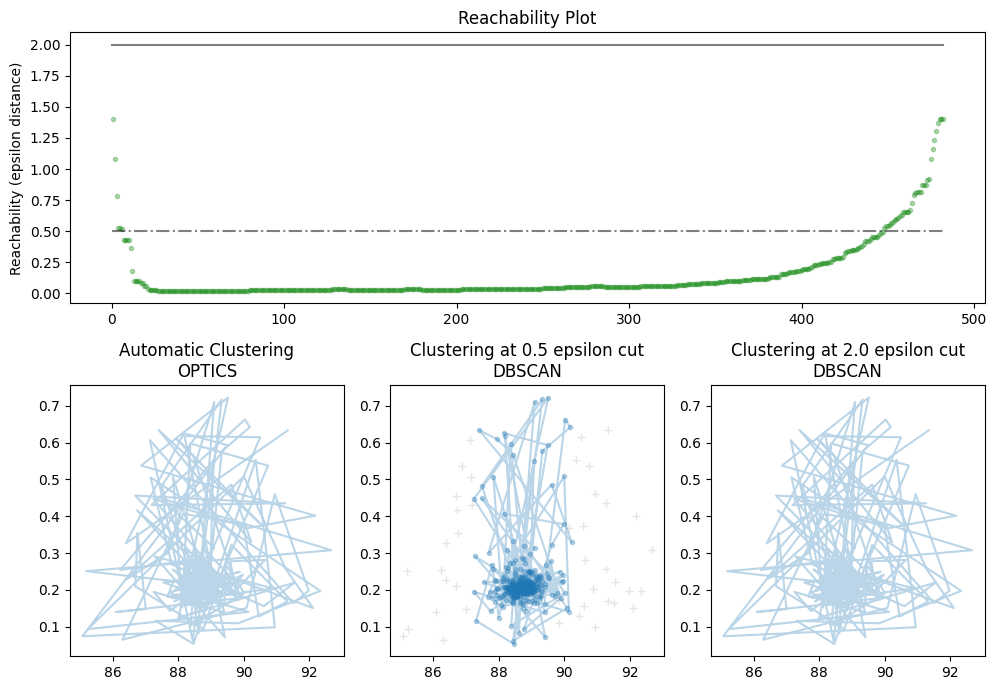 Reachability Plot
Reachability (epsilon distance)
2.00
1.75
1.50
1.25
1.00
0.75
0.50
0.25
0.00
0 100 200 300 400 500
Automatic Clustering
OPTICS
Clustering at 0.5 epsilon cut
DBSCAN
Clustering at 2.0 epsilon cut
DBSCAN
0.7
0.6
0.5
0.4
0.3
0.2
0.1
86 88 90 92
0.7
0.6
0.5
0.4
0.3
0.2
0.1
86 88 90 92
0.7
0.6
0.5
0.4
0.3
0.2
0.1
86 88 90 92